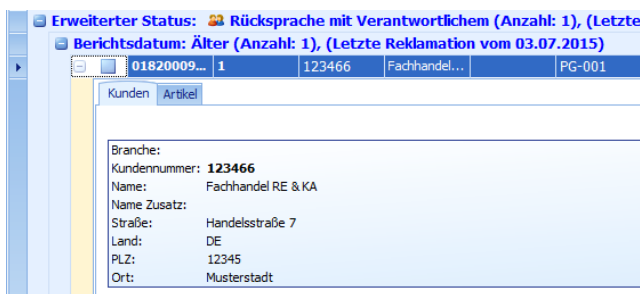 Erweiterter Status: Rücksprache mit Verantwortlichem (Anzahl: 1), (Letzte
Berichtsdatum: Älter (Anzahl: 1), (Letzte Reklamation vom 03.07.2015)
01820009... 1 123466 Fachhandel... PG-001
Kunden Artikel
Branche:
Kundennummer: 123466
Name: Fachhandel RE & KA
Name Zusatz:
Straße: Handelsstraße 7
Land: DE
PLZ: 12345
Ort: Musterstadt